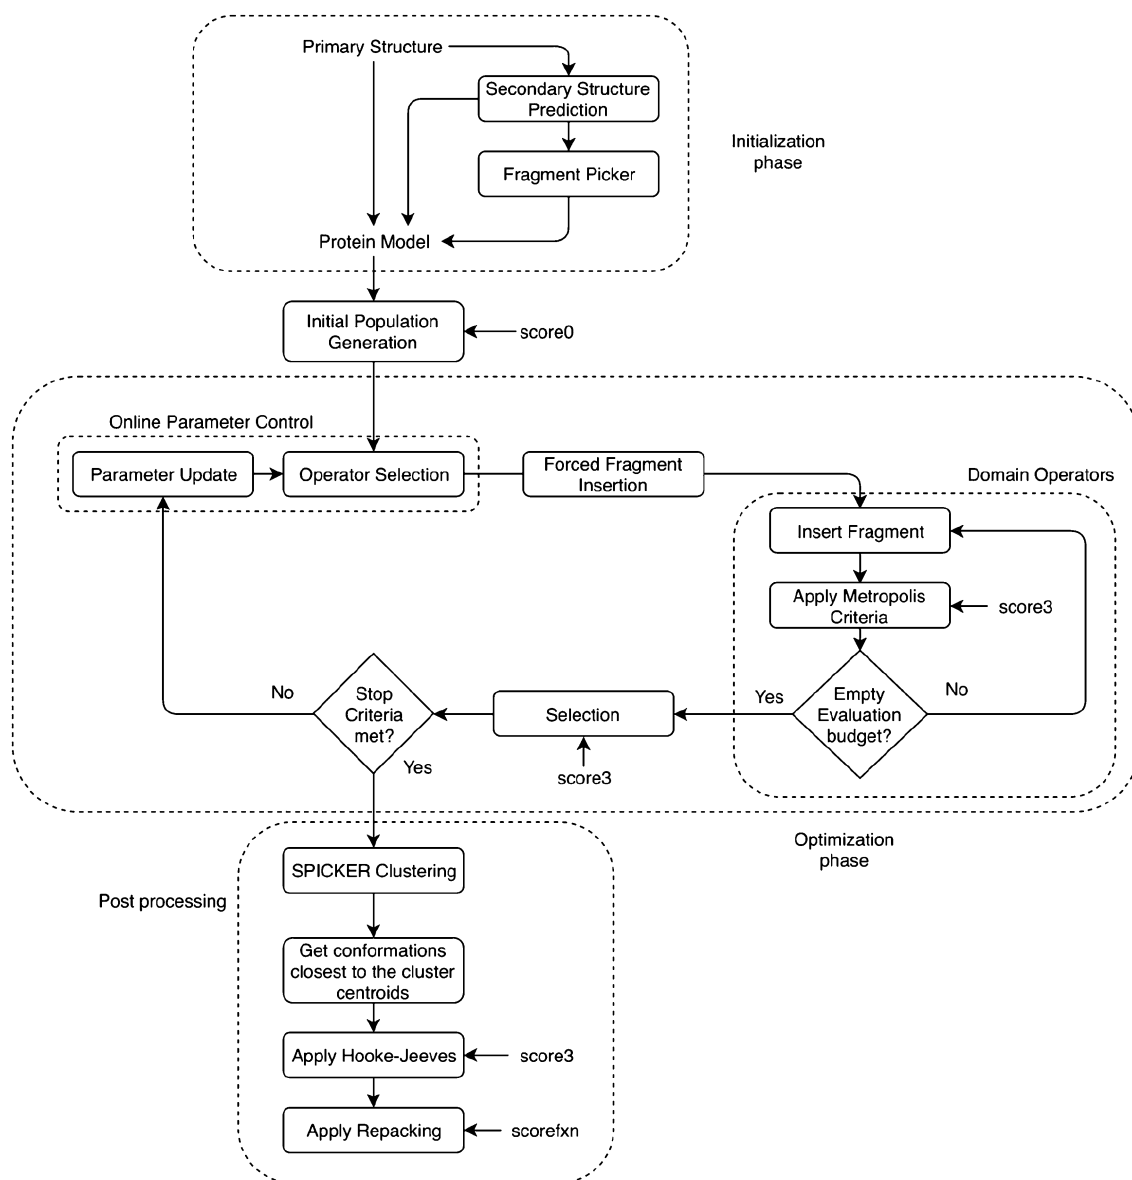 Primary Structure
Secondary Structure
Prediction
Initialization
phase
Fragment Picker
Protein Model
Initial Population
Generation
score0
Online Parameter Control
Parameter Update
Operator Selection
Forced Fragment
Insertion
Domain Operators
Insert Fragment
Apply Metropolis
Criteria
score3
No
Stop
Criteria
met?
Yes
Selection
score3
Yes
Empty
Evaluation
budget?
No
Optimization
phase
Post processing
SPICKER Clustering
Get conformations
closest to the cluster
centroids
Apply Hooke-Jeeves
score3
Apply Repacking
scorefxn